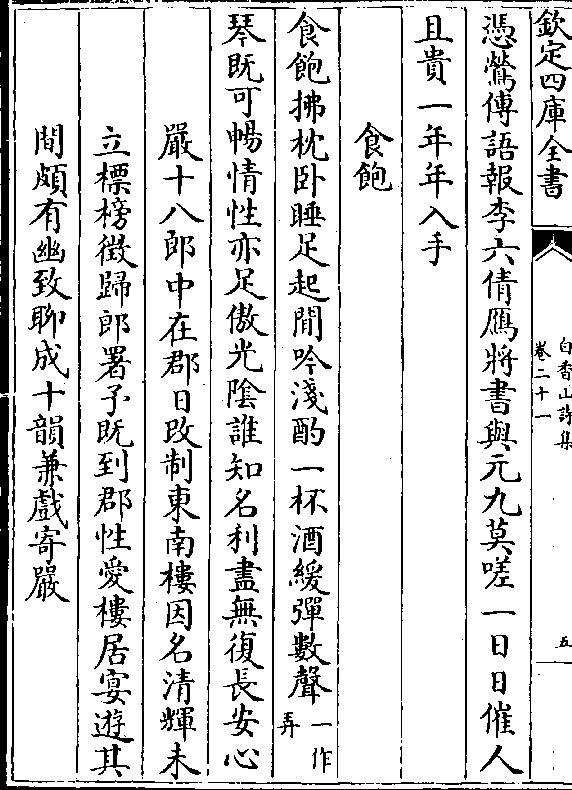 欽定四庫全書
白香山詩集
卷二十一
五
憑鶯傳語報李六倩鴈將書與元九莫嗟一日日催人
且貴一年年入手
食飽
食飽拂枕卧睡足起閒吟淺酌一杯酒緩彈數聲一作弄
琴既可暢情性亦足傲光陰誰知名利盡無復長安心
嚴十八郎中在郡日改制東南樓因名清輝未
立標榜徵歸郎署予既到郡性愛樓居宴遊其
間頗有幽致聊成十韻兼戲寄嚴